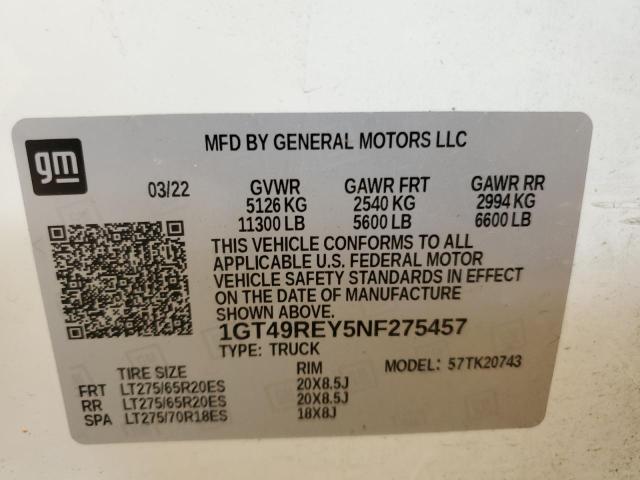 gm
MFD BY GENERAL MOTORS LLC
03/22 GVWR GAWR FRT GAWR RR
5126 KG 2540 KG 2994 KG
11300 LB 5600 LB 6600 LB
THIS VEHICLE CONFORMS TO ALL
APPLICABLE U.S. FEDERAL MOTOR
VEHICLE SAFETY STANDARDS IN EFFECT
ON THE DATE OF MANUFACTURE
SHOWN ABOVE.
1GT49REY5NF275457
TYPE: TRUCK MODEL: 57TK20743
TIRE SIZE RIM
FRT LT275/65R20ES 20X8.5J
RR LT275/65R20ES 20X8.5J
SPA LT275/70R18ES 18X8J